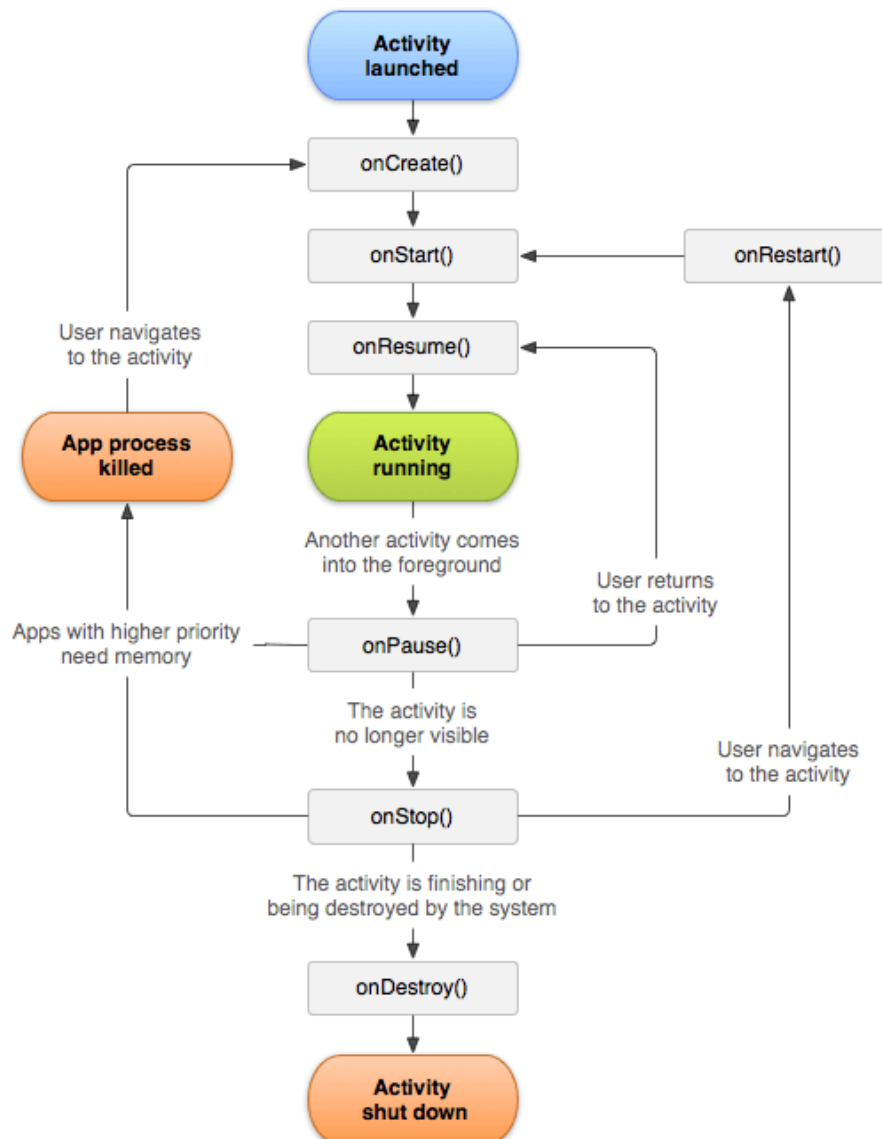 Activity
launched
onCreate()
onStart()
onRestart()
User navigates
to the activity
onResume()
App process
killed
Activity
running
Another activity comes
into the foreground
User returns
to the activity
Apps with higher priority
need memory
onPause()
The activity is
no longer visible
User navigates
to the activity
onStop()
The activity is finishing or
being destroyed by the system
onDestroy()
Activity
shut down